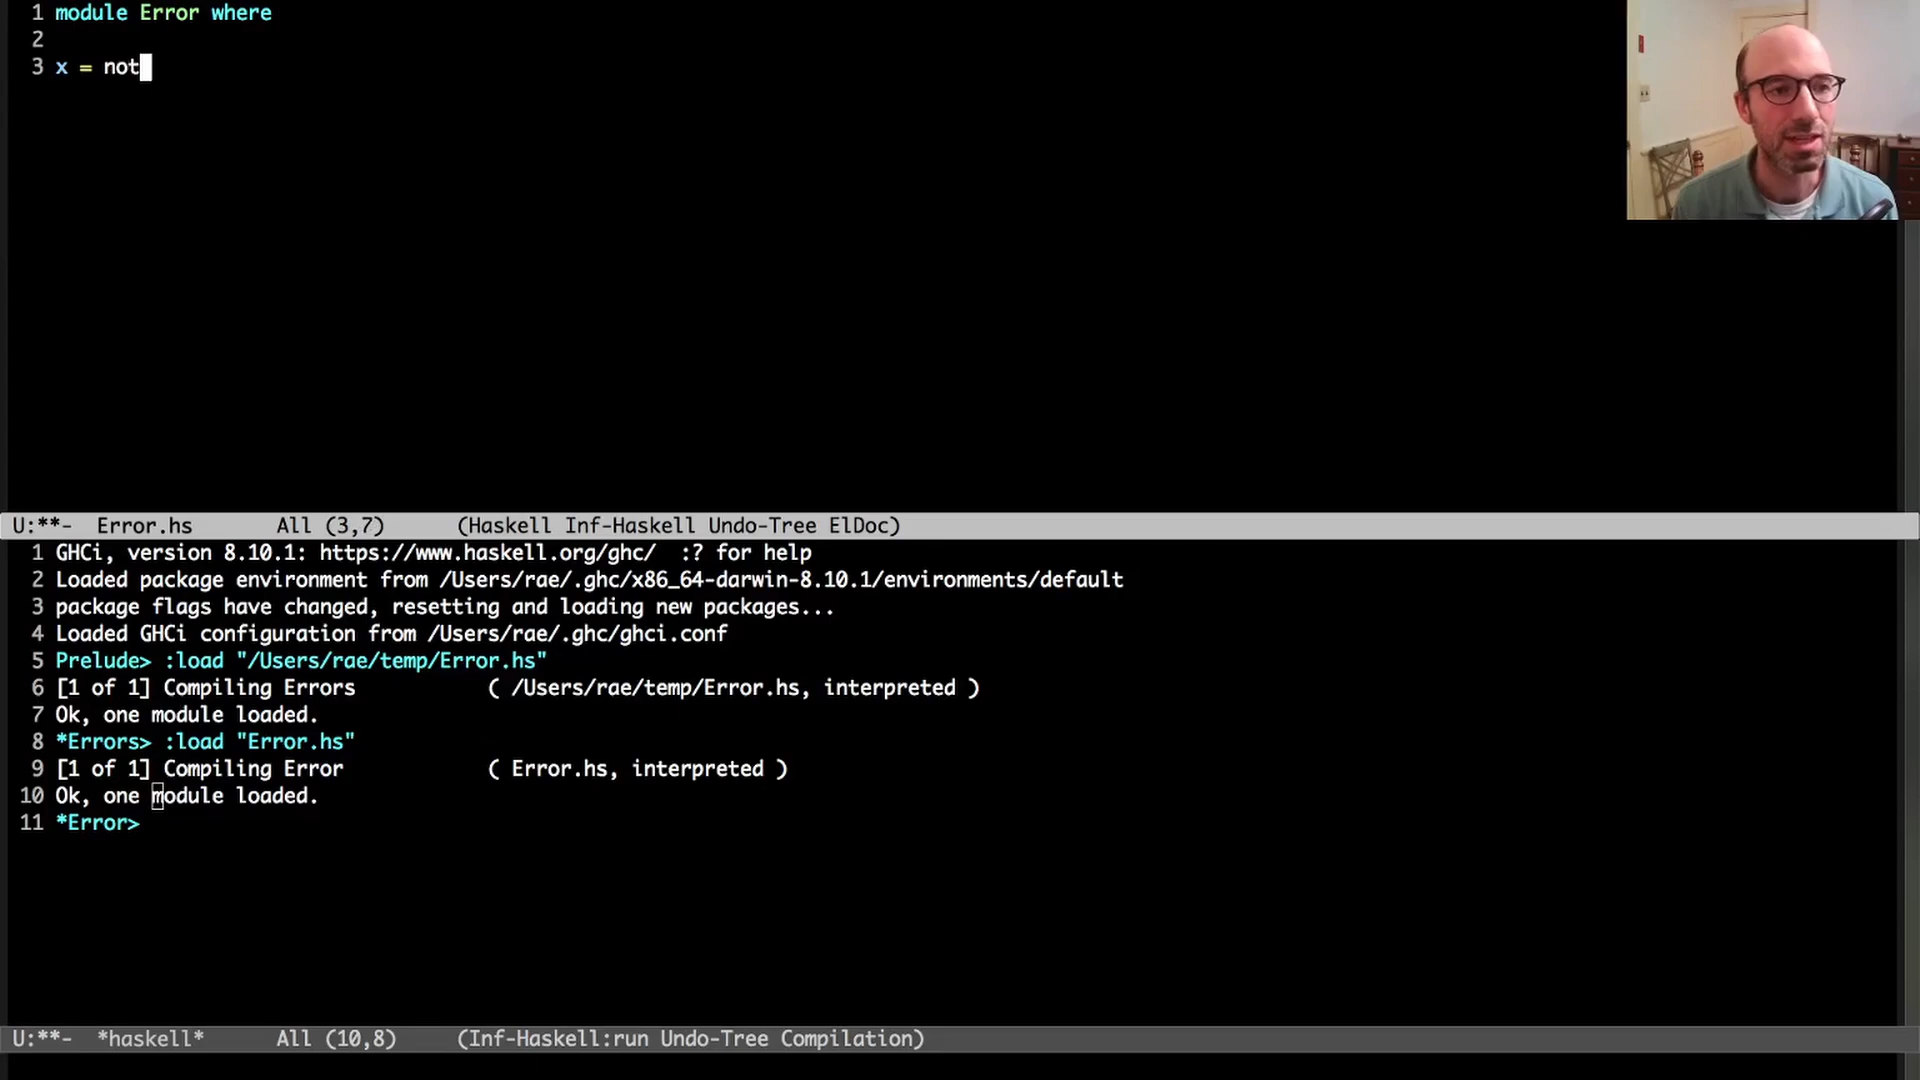 1 module Error where
2
3 x = not
U:**-  Error.hs       All (3,7)      (Haskell Inf-Haskell Undo-Tree ElDoc)
1 GHCi, version 8.10.1: https://www.haskell.org/ghc/  :? for help
2 Loaded package environment from /Users/rae/.ghc/x86_64-darwin-8.10.1/environments/default
3 package flags have changed, resetting and loading new packages...
4 Loaded GHCi configuration from /Users/rae/.ghc/ghci.conf
5 Prelude> :load "/Users/rae/temp/Error.hs"
6 [1 of 1] Compiling Errors           ( /Users/rae/temp/Error.hs, interpreted )
7 Ok, one module loaded.
8 *Errors> :load "Error.hs"
9 [1 of 1] Compiling Error            ( Error.hs, interpreted )
10 Ok, one module loaded.
11 *Error>
U:**-  *haskell*      All (10,8)     (Inf-Haskell:run Undo-Tree Compilation)